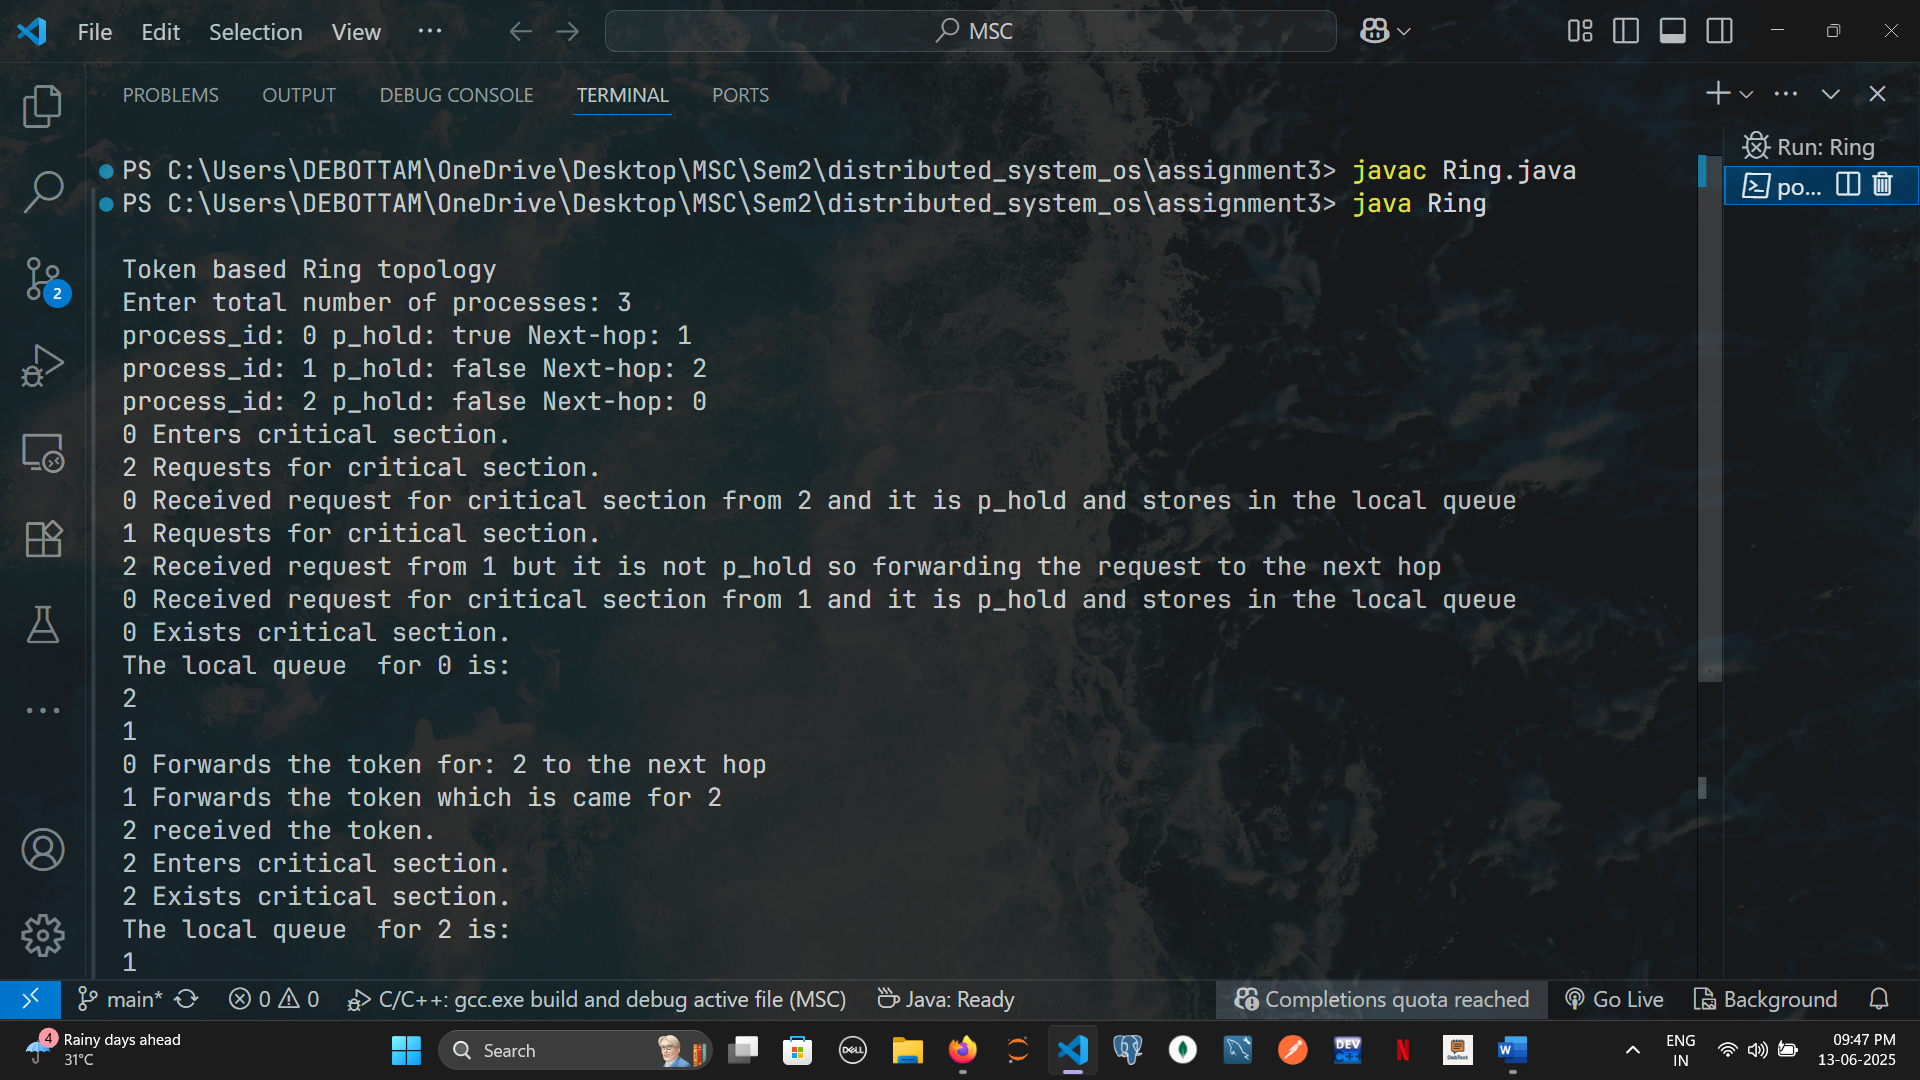 File Edit Selection View ··· MSC
PROBLEMS OUTPUT DEBUG CONSOLE TERMINAL PORTS
Run: Ring
po...
PS C:\Users\DEBOTTAM\OneDrive\Desktop\MSC\Sem2\distributed_system_os\assignment3> javac Ring.java
PS C:\Users\DEBOTTAM\OneDrive\Desktop\MSC\Sem2\distributed_system_os\assignment3> java Ring
Token based Ring topology
Enter total number of processes: 3
process_id: 0 p_hold: true Next-hop: 1
process_id: 1 p_hold: false Next-hop: 2
process_id: 2 p_hold: false Next-hop: 0
0 Enters critical section.
2 Requests for critical section.
0 Received request for critical section from 2 and it is p_hold and stores in the local queue
1 Requests for critical section.
2 Received request from 1 but it is not p_hold so forwarding the request to the next hop
0 Received request for critical section from 1 and it is p_hold and stores in the local queue
0 Exists critical section.
The local queue  for 0 is:
2
1
0 Forwards the token for: 2 to the next hop
1 Forwards the token which is came for 2
2 received the token.
2 Enters critical section.
2 Exists critical section.
The local queue  for 2 is:
1
2
main* 0 0 C/C++: gcc.exe build and debug active file (MSC) Java: Ready Completions quota reached Go Live Background
4 Rainy days ahead
31°C
Search
DELL
DEV C++
N
DebText
W
ENG
IN
09:47 PM
13-06-2025